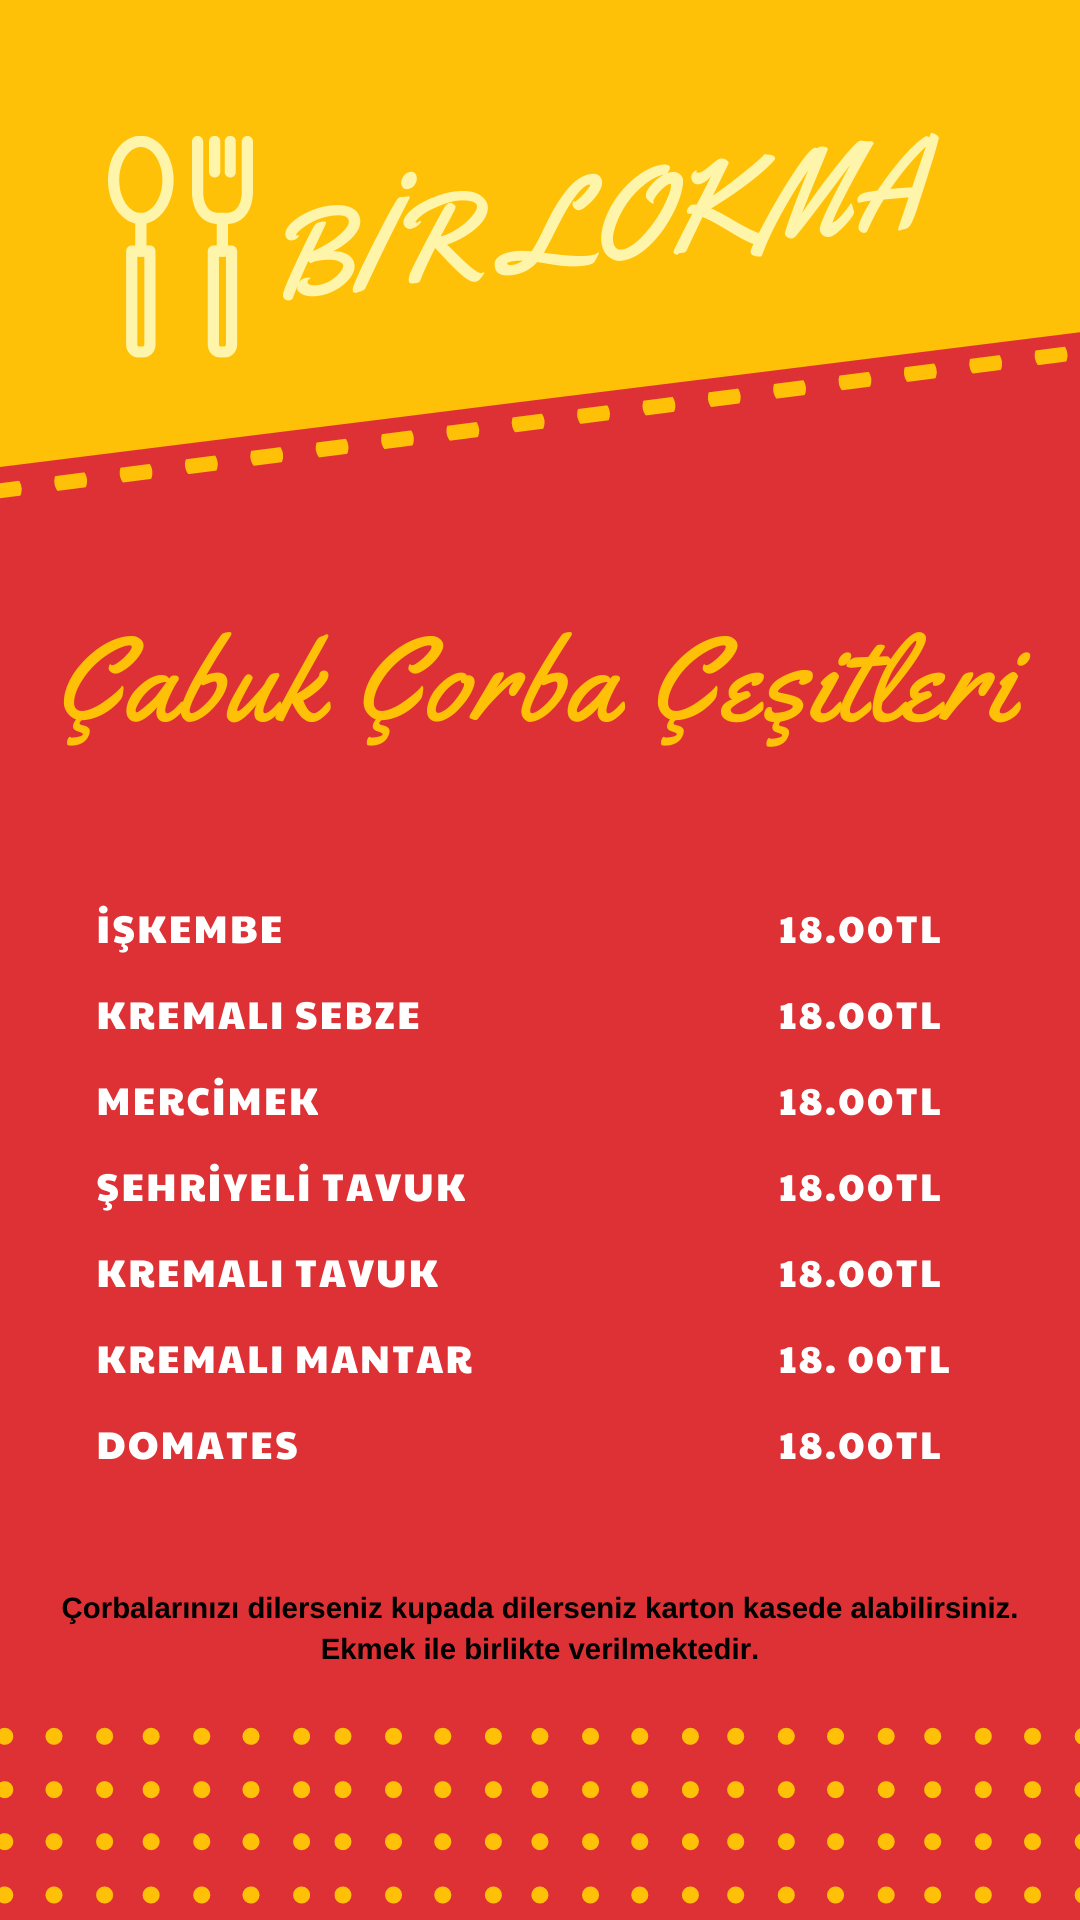 BİR LOKMA
Çabuk Çorba Çeşitleri
İŞKEMBE 18.00TL
KREMALI SEBZE 18.00TL
MERCİMEK 18.00TL
ŞEHRİYELİ TAVUK 18.00TL
KREMALI TAVUK 18.00TL
KREMALI MANTAR 18. 00TL
DOMATES 18.00TL
Çorbalarınızı dilerseniz kupada dilerseniz karton kasede alabilirsiniz.
Ekmek ile birlikte verilmektedir.